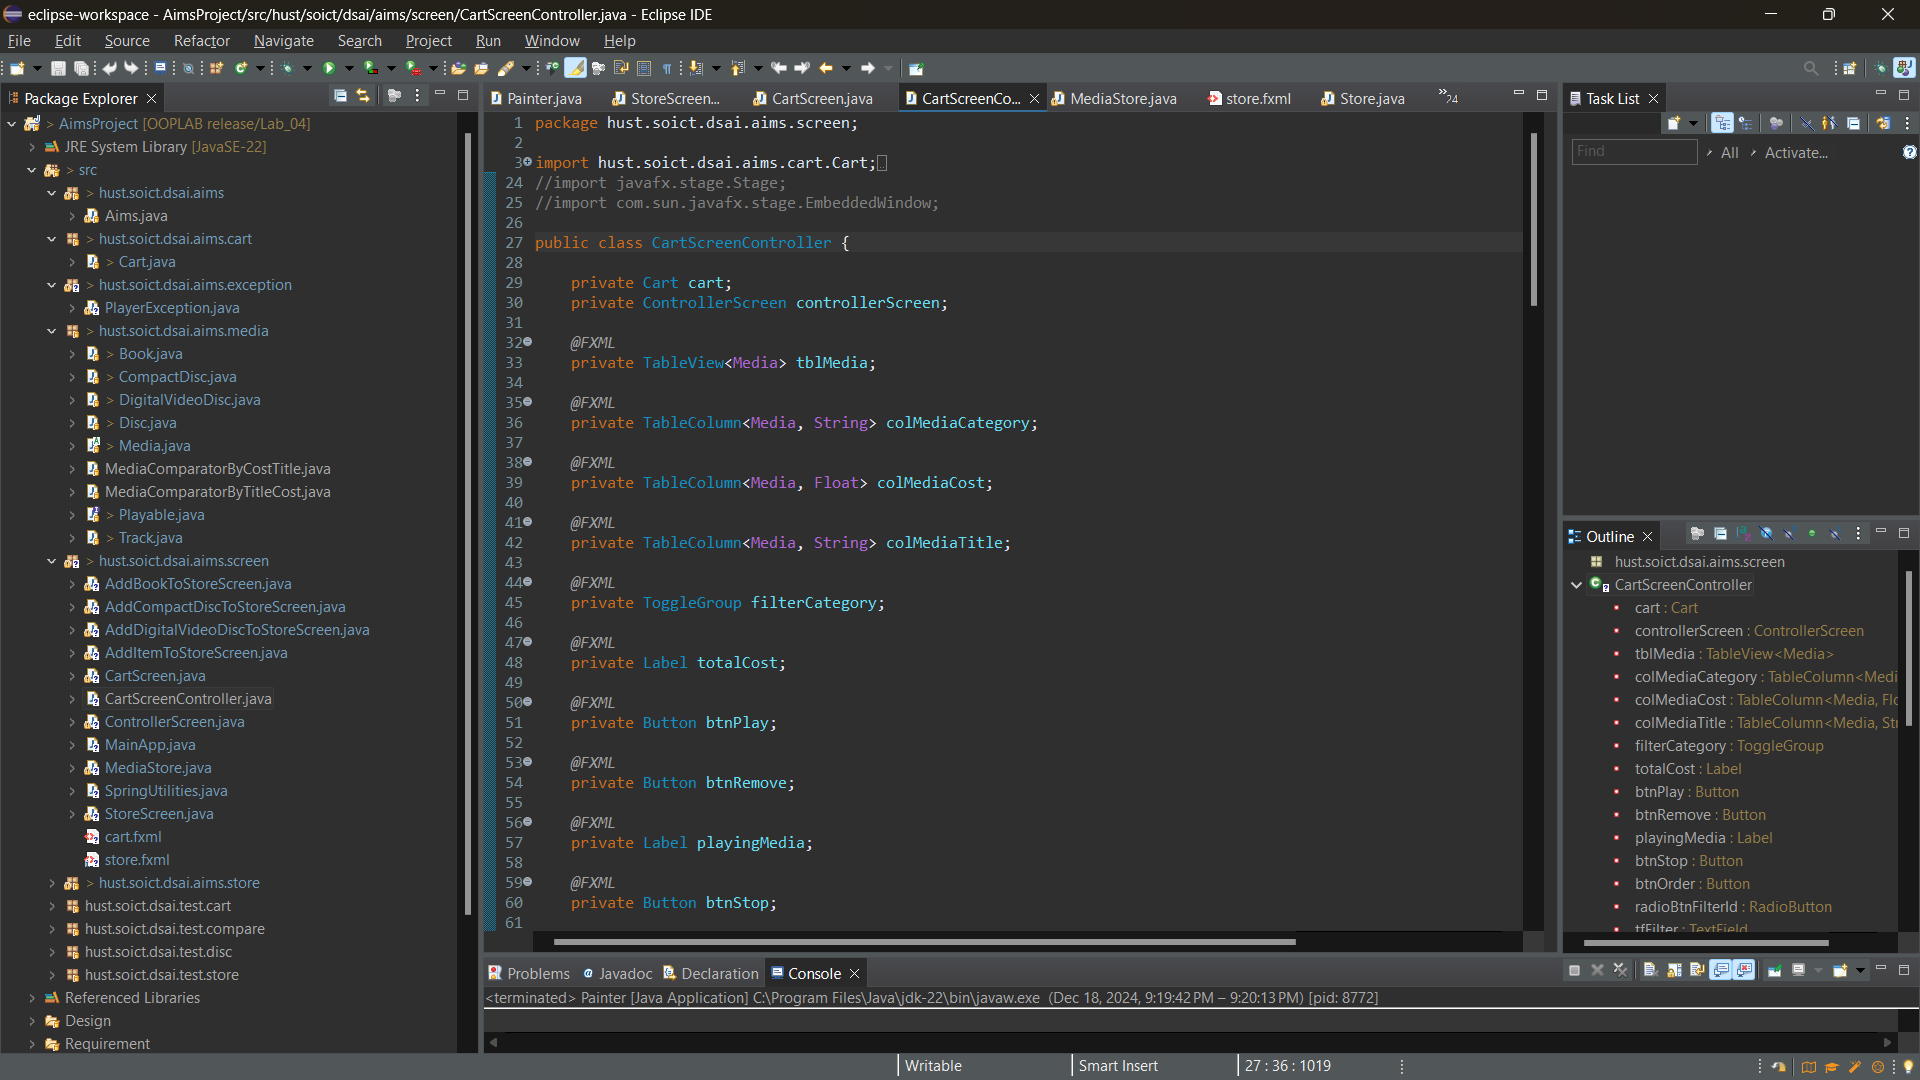 eclipse-workspace - AimsProject/src/hust/soict/dsai/aims/screen/CartScreenController.java - Eclipse IDE
File Edit Source Refactor Navigate Search Project Run Window Help
Package Explorer
> AimsProject [OOPLAB release/Lab_04]
JRE System Library [JavaSE-22]
> src
> hust.soict.dsai.aims
Aims.java
> hust.soict.dsai.aims.cart
> Cart.java
> hust.soict.dsai.aims.exception
PlayerException.java
> hust.soict.dsai.aims.media
> Book.java
> CompactDisc.java
> DigitalVideoDisc.java
> Disc.java
> Media.java
MediaComparatorByCostTitle.java
MediaComparatorByTitleCost.java
> Playable.java
> Track.java
> hust.soict.dsai.aims.screen
AddBookToStoreScreen.java
AddCompactDiscToStoreScreen.java
AddDigitalVideoDiscToStoreScreen.java
AddItemToStoreScreen.java
CartScreen.java
CartScreenController.java
ControllerScreen.java
MainApp.java
MediaStore.java
SpringUtilities.java
StoreScreen.java
cart.fxml
store.fxml
> hust.soict.dsai.aims.store
hust.soict.dsai.test.cart
hust.soict.dsai.test.compare
hust.soict.dsai.test.disc
hust.soict.dsai.test.store
Referenced Libraries
Design
Requirement
Painter.java StoreScreen... CartScreen.java CartScreenCo... MediaStore.java store.fxml Store.java »24
1 package hust.soict.dsai.aims.screen;
2
3 import hust.soict.dsai.aims.cart.Cart;
24 //import javafx.stage.Stage;
25 //import com.sun.javafx.stage.EmbeddedWindow;
26
27 public class CartScreenController {
28
29 private Cart cart;
30 private ControllerScreen controllerScreen;
31
32 @FXML
33 private TableView<Media> tblMedia;
34
35 @FXML
36 private TableColumn<Media, String> colMediaCategory;
37
38 @FXML
39 private TableColumn<Media, Float> colMediaCost;
40
41 @FXML
42 private TableColumn<Media, String> colMediaTitle;
43
44 @FXML
45 private ToggleGroup filterCategory;
46
47 @FXML
48 private Label totalCost;
49
50 @FXML
51 private Button btnPlay;
52
53 @FXML
54 private Button btnRemove;
55
56 @FXML
57 private Label playingMedia;
58
59 @FXML
60 private Button btnStop;
61
Task List
Find All Activate...
Outline
hust.soict.dsai.aims.screen
CartScreenController
cart : Cart
controllerScreen : ControllerScreen
tblMedia : TableView<Media>
colMediaCategory : TableColumn<Medi
colMediaCost : TableColumn<Media, Flo
colMediaTitle : TableColumn<Media, Str
filterCategory : ToggleGroup
totalCost : Label
btnPlay : Button
btnRemove : Button
playingMedia : Label
btnStop : Button
btnOrder : Button
radioBtnFilterId : RadioButton
tfFilter : TextField
Problems Javadoc Declaration Console
<terminated> Painter [Java Application] C:\Program Files\Java\jdk-22\bin\javaw.exe (Dec 18, 2024, 9:19:42 PM – 9:20:13 PM) [pid: 8772]
Writable Smart Insert 27 : 36 : 1019